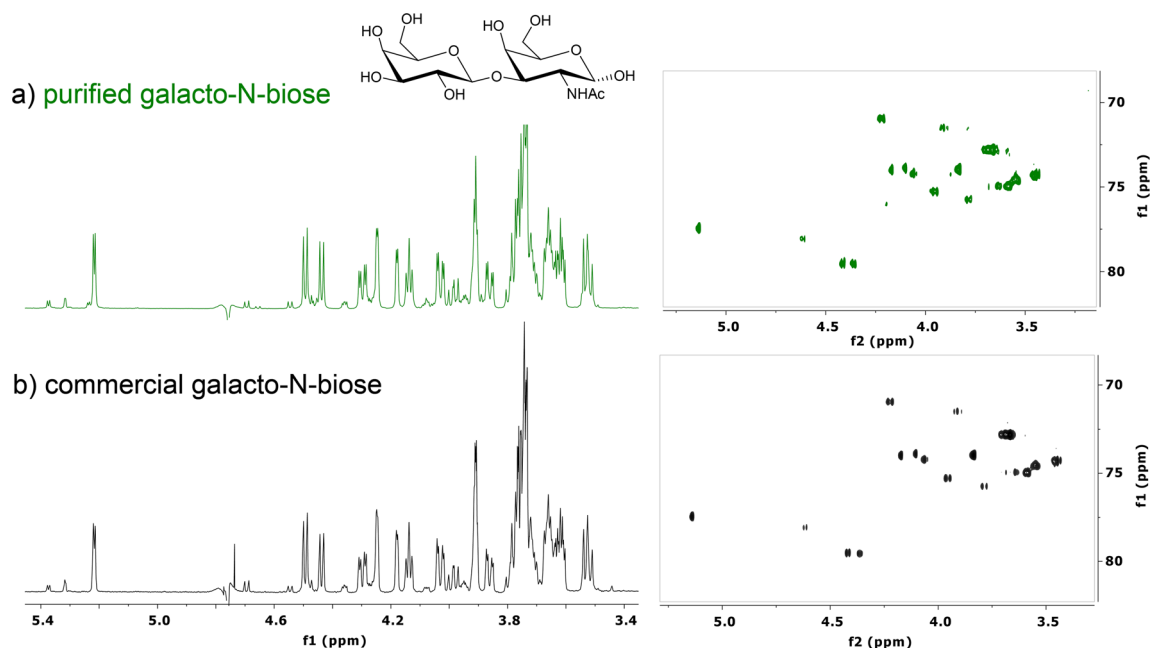 OH
OH
OH
OH
OH
O
O
HO
O
OH
HO
OH
NHAc
a) purified galacto-N-biose
70
75
80
f1 (ppm)
5.0
4.5
4.0
3.5
f2 (ppm)
b) commercial galacto-N-biose
70
75
80
f1 (ppm)
5.4
5.0
4.6
4.2
3.8
3.4
f1 (ppm)
5.0
4.5
4.0
3.5
f2 (ppm)